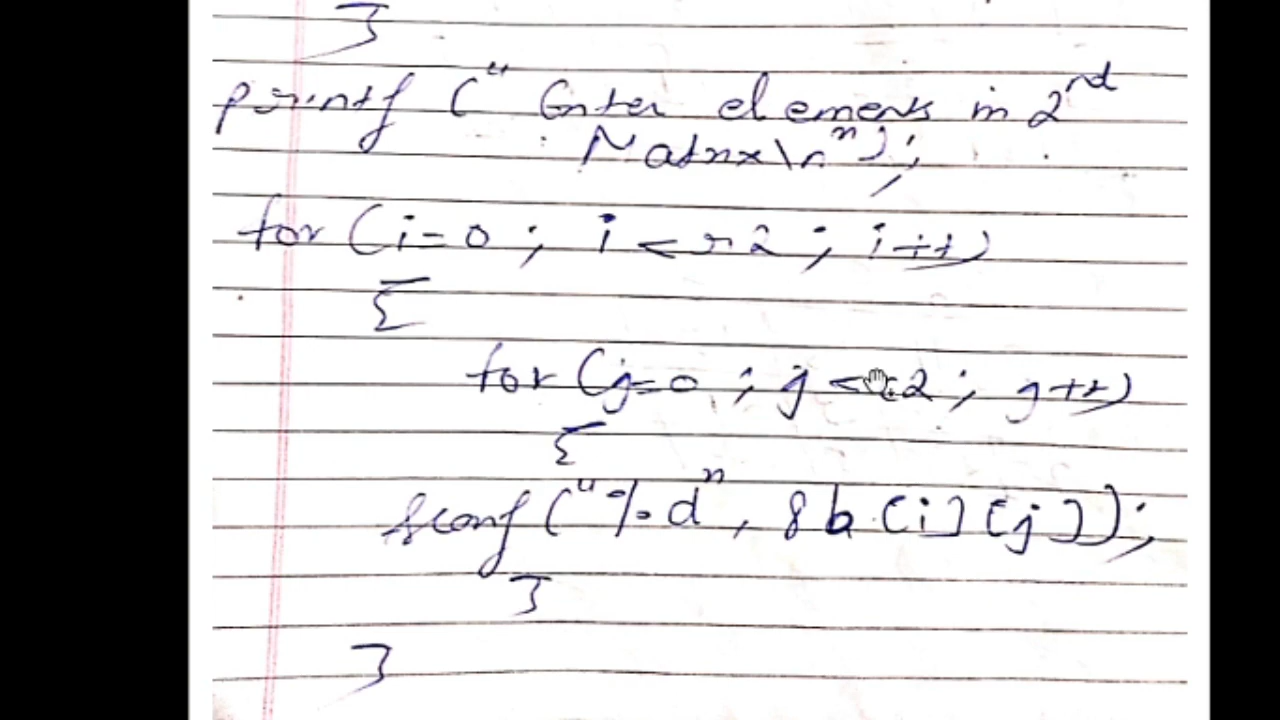 }
printf ("Enter elements in 2nd
Matrix\n");
for (i=0 ; i<r2 ; i++)
{
for (j=0 ; j<c2 ; j++)
{
scanf ("%d", &b[i][j]);
}
}